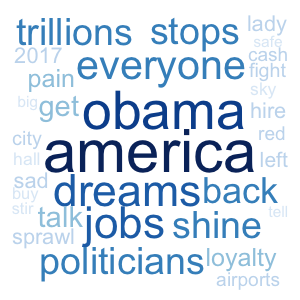 trillions stops lady
2017 everyone safe
cash
pain fight
big get obama sky
hire
city america red
hall left
sad dreams back
buy
stir talk jobs shine tell
sprawl
politicians loyalty
airports